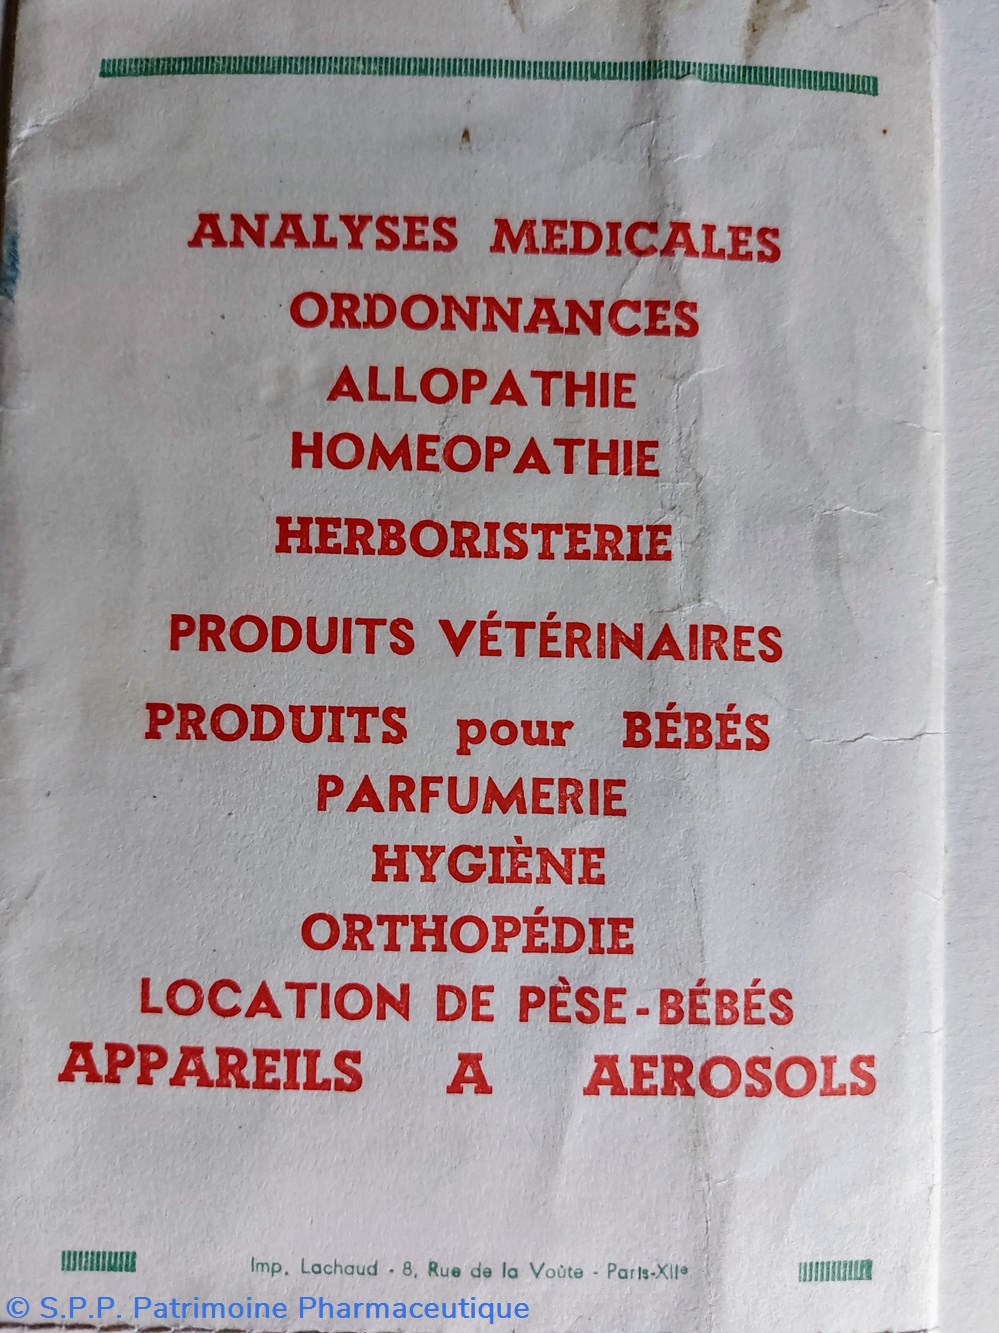 ANALYSES MEDICALES
ORDONNANCES
ALLOPATHIE
HOMEOPATHIE
HERBORISTERIE
PRODUITS VÉTÉRINAIRES
PRODUITS pour BÉBÉS
PARFUMERIE
HYGIÈNE
ORTHOPÉDIE
LOCATION DE PÈSE-BÉBÉS
APPAREILS A AEROSOLS
Imp. Lachaud - 8, Rue de la Voûte - Paris-XIIe
© S.P.P. Patrimoine Pharmaceutique